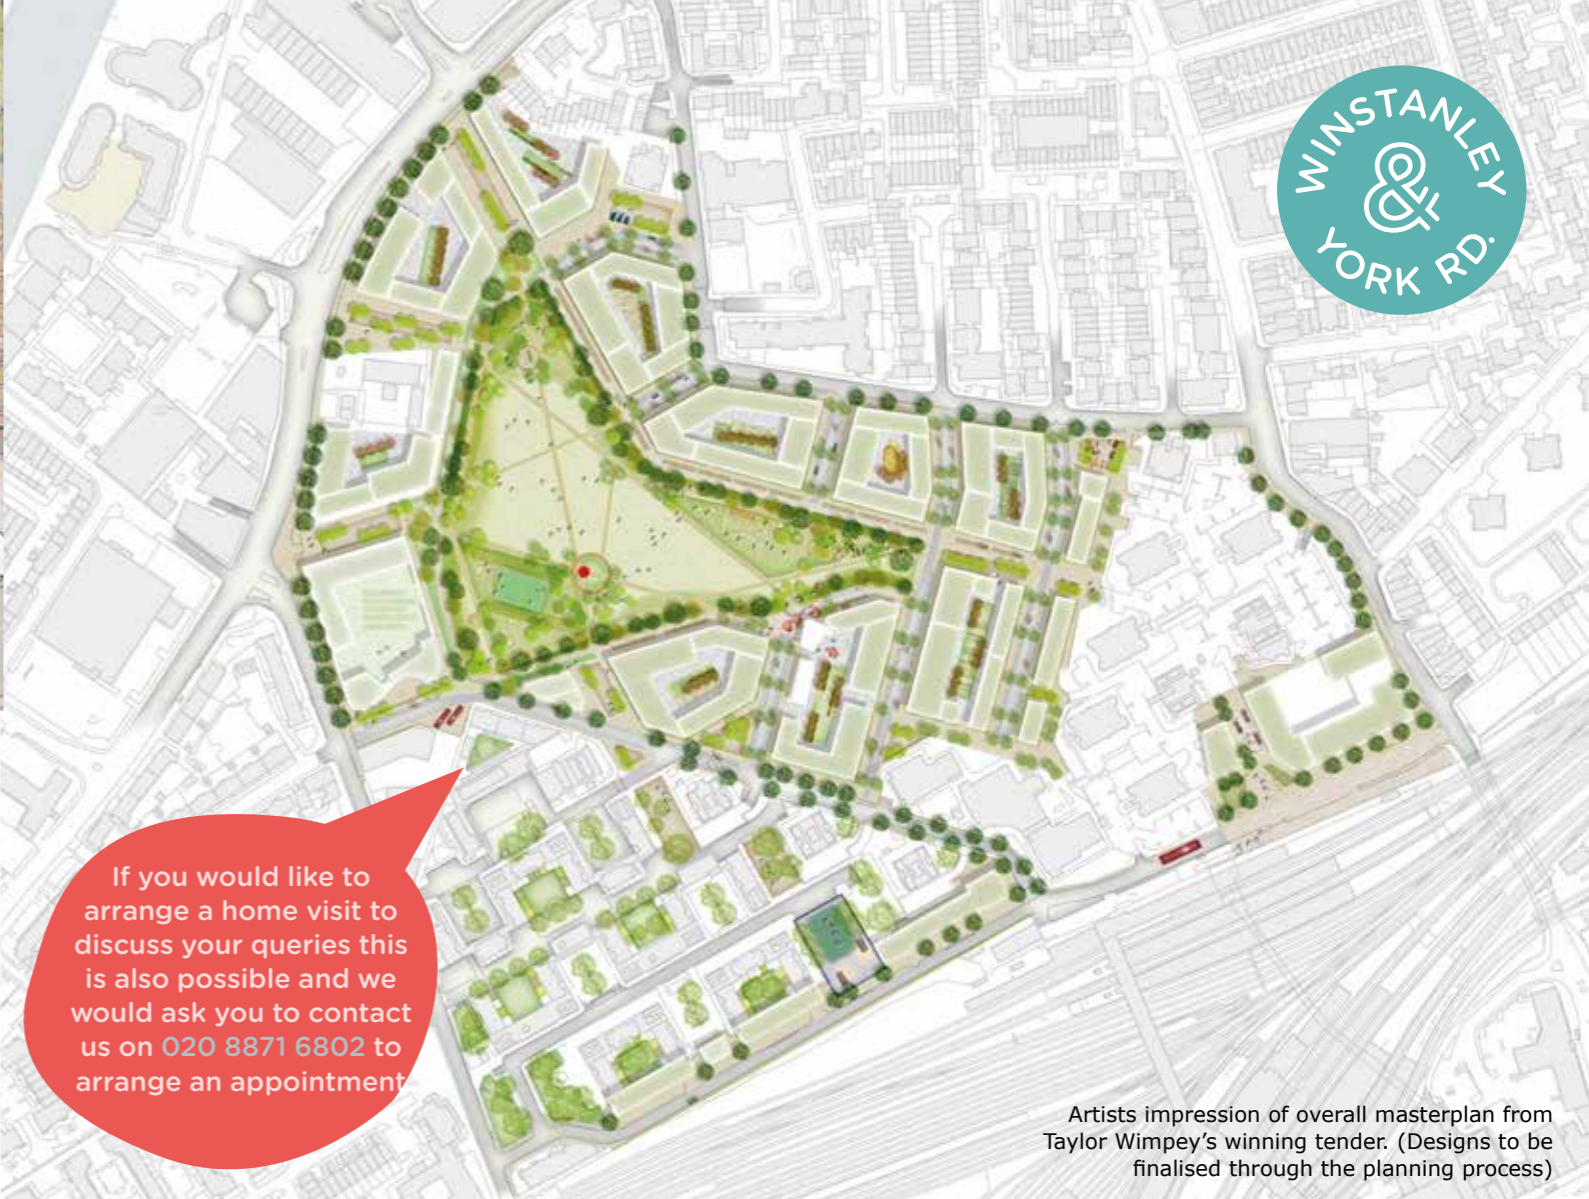 WINSTANLEY
&
YORK RD.
If you would like to
arrange a home visit to
discuss your queries this
is also possible and we
would ask you to contact
us on 020 8871 6802 to
arrange an appointment
Artists impression of overall masterplan from
Taylor Wimpey’s winning tender. (Designs to be
finalised through the planning process)